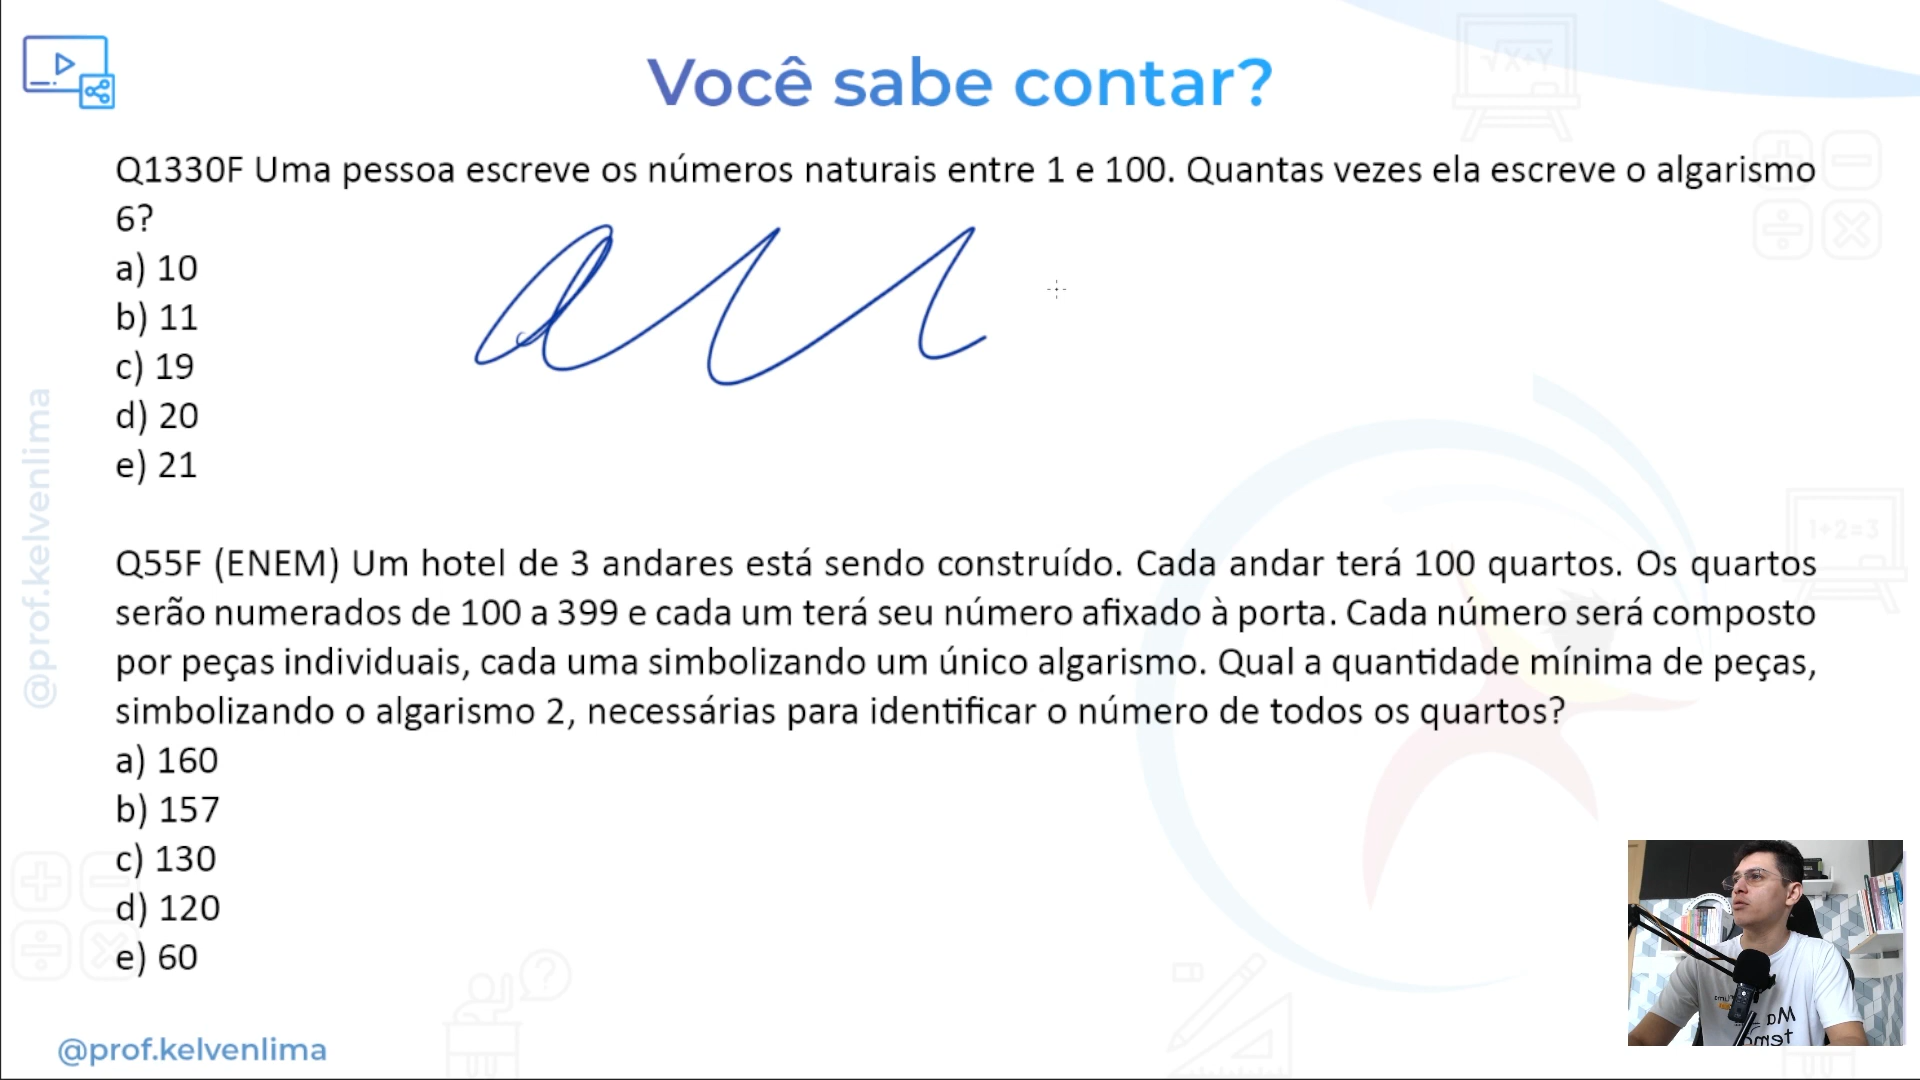 Você sabe contar?
Q1330F Uma pessoa escreve os números naturais entre 1 e 100. Quantas vezes ela escreve o algarismo
6?
a) 10
b) 11
c) 19
d) 20
e) 21
Q55F (ENEM) Um hotel de 3 andares está sendo construído. Cada andar terá 100 quartos. Os quartos
serão numerados de 100 a 399 e cada um terá seu número afixado à porta. Cada número será composto
por peças individuais, cada uma simbolizando um único algarismo. Qual a quantidade mínima de peças,
simbolizando o algarismo 2, necessárias para identificar o número de todos os quartos?
a) 160
b) 157
c) 130
d) 120
e) 60
@prof.kelvenlima
@prof.kelvenlima
√X+Y
1+2=3